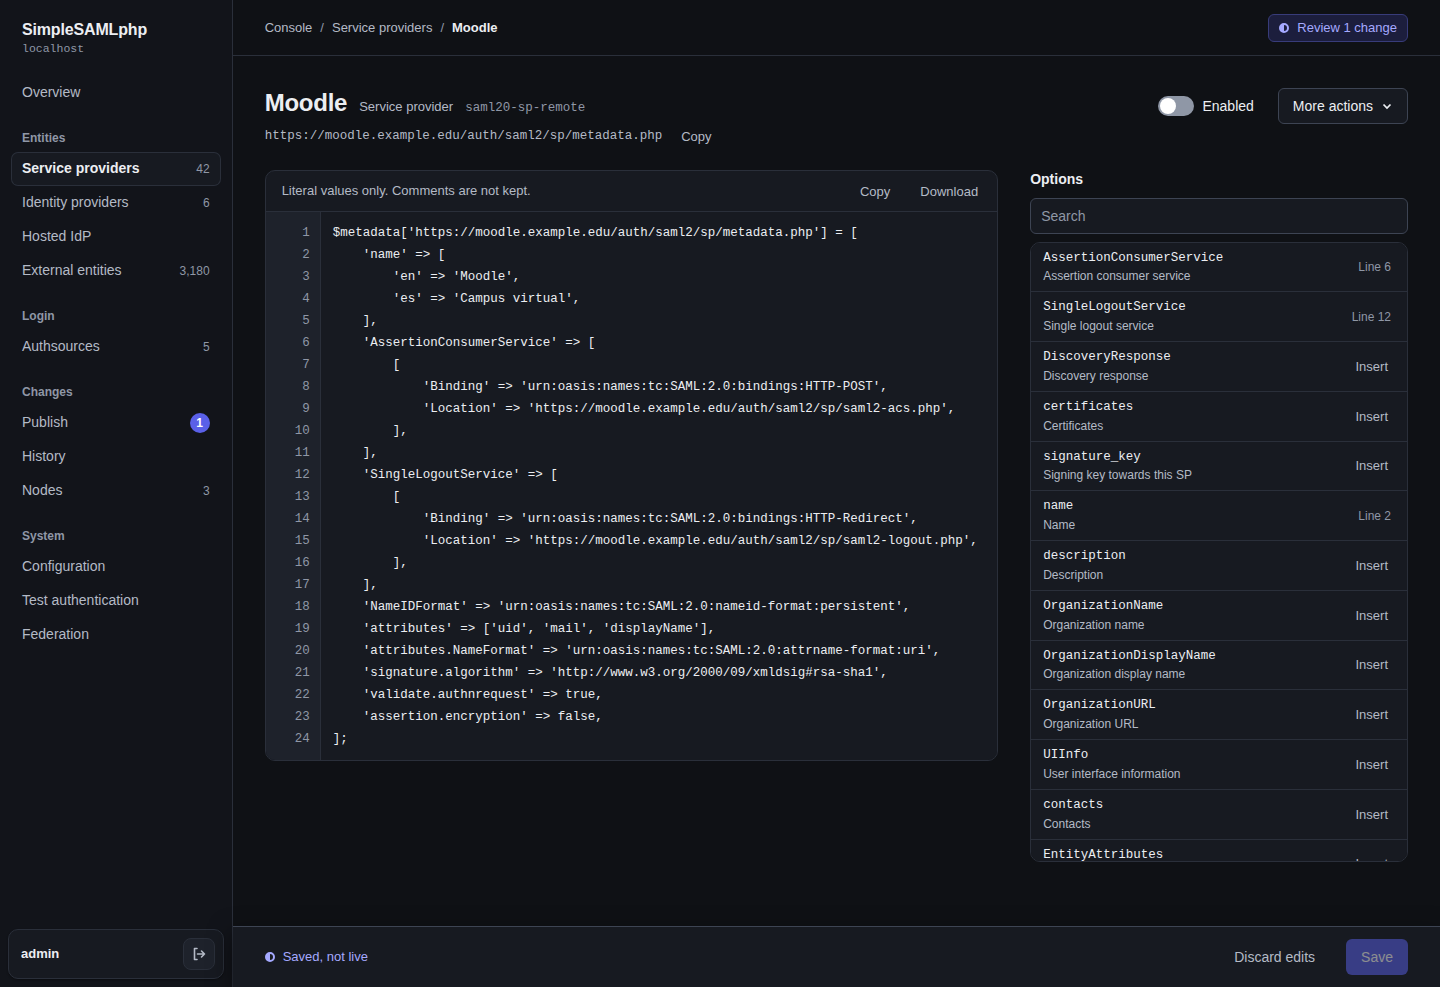 SimpleSAMLphp
localhost
Overview
Entities
Service providers 42
Identity providers 6
Hosted IdP
External entities 3,180
Login
Authsources 5
Changes
Publish 1
History
Nodes 3
System
Configuration
Test authentication
Federation
admin
Console / Service providers / Moodle
Review 1 change
Moodle Service provider saml20-sp-remote
https://moodle.example.edu/auth/saml2/sp/metadata.php Copy
Enabled
More actions
Literal values only. Comments are not kept. Copy Download
1 $metadata['https://moodle.example.edu/auth/saml2/sp/metadata.php'] = [
2 'name' => [
3 'en' => 'Moodle',
4 'es' => 'Campus virtual',
5 ],
6 'AssertionConsumerService' => [
7 [
8 'Binding' => 'urn:oasis:names:tc:SAML:2.0:bindings:HTTP-POST',
9 'Location' => 'https://moodle.example.edu/auth/saml2/sp/saml2-acs.php',
10 ],
11 ],
12 'SingleLogoutService' => [
13 [
14 'Binding' => 'urn:oasis:names:tc:SAML:2.0:bindings:HTTP-Redirect',
15 'Location' => 'https://moodle.example.edu/auth/saml2/sp/saml2-logout.php',
16 ],
17 ],
18 'NameIDFormat' => 'urn:oasis:names:tc:SAML:2.0:nameid-format:persistent',
19 'attributes' => ['uid', 'mail', 'displayName'],
20 'attributes.NameFormat' => 'urn:oasis:names:tc:SAML:2.0:attrname-format:uri',
21 'signature.algorithm' => 'http://www.w3.org/2000/09/xmldsig#rsa-sha1',
22 'validate.authnrequest' => true,
23 'assertion.encryption' => false,
24 ];
Options
Search
AssertionConsumerService
Assertion consumer service
Line 6
SingleLogoutService
Single logout service
Line 12
DiscoveryResponse
Discovery response
Insert
certificates
Certificates
Insert
signature_key
Signing key towards this SP
Insert
name
Name
Line 2
description
Description
Insert
OrganizationName
Organization name
Insert
OrganizationDisplayName
Organization display name
Insert
OrganizationURL
Organization URL
Insert
UIInfo
User interface information
Insert
contacts
Contacts
Insert
EntityAttributes
Saved, not live
Discard edits
Save